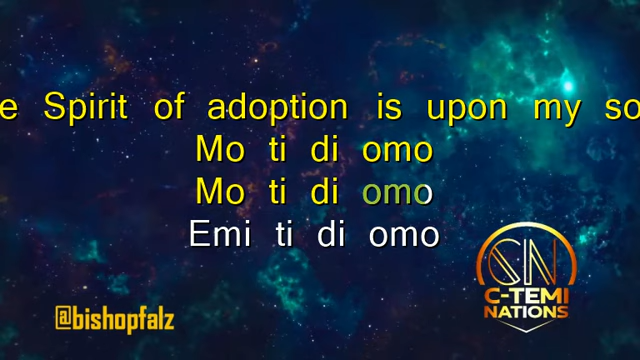 Spirit of adoption is upon my
Mo ti di omo
Mo ti di omo
Emi ti di omo
CN
C-TEMI
NATIONS
@bishopfalz